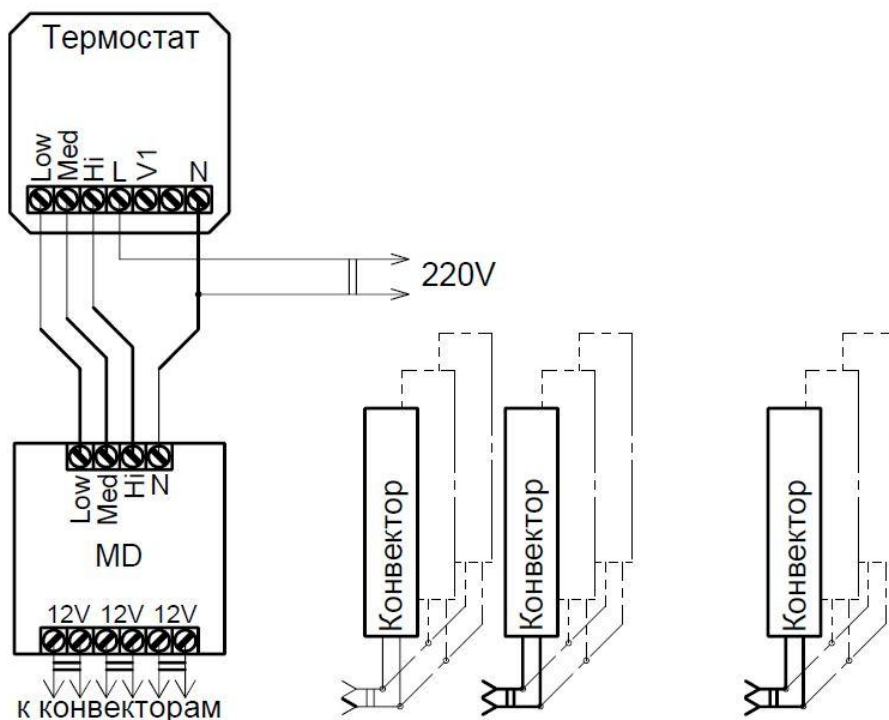 Термостат
Low Med Hi L V1 N
220V
Low Med Hi N
MD
12V 12V 12V
к конвекторам
Конвектор
Конвектор
Конвектор